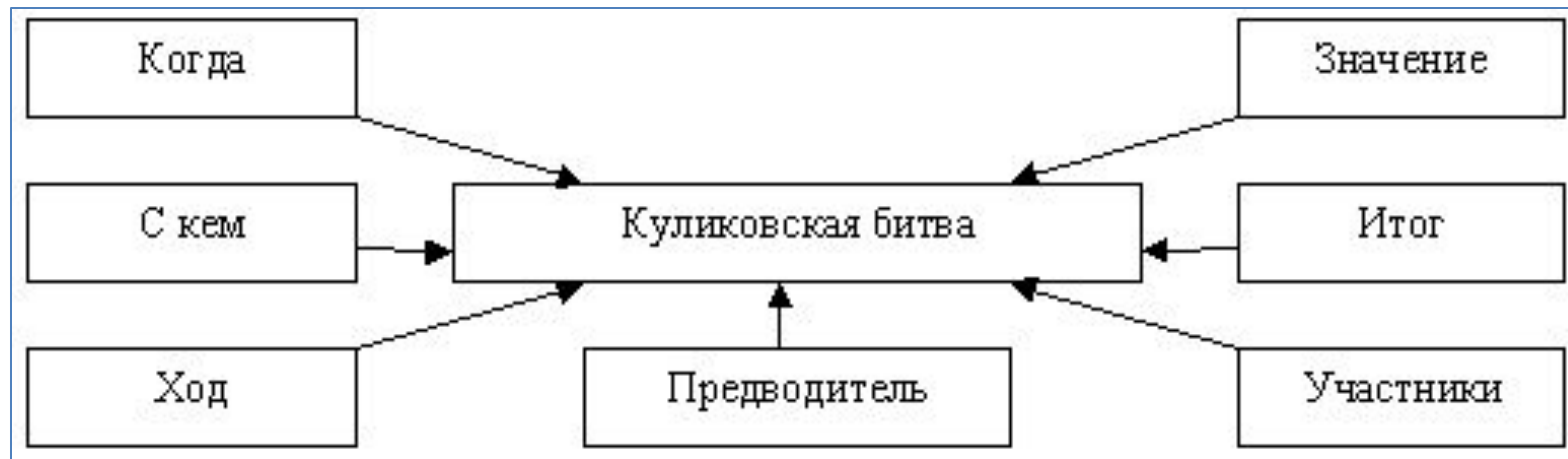 Когда
Значение
С кем
Куликовская битва
Итог
Ход
Предводитель
Участники